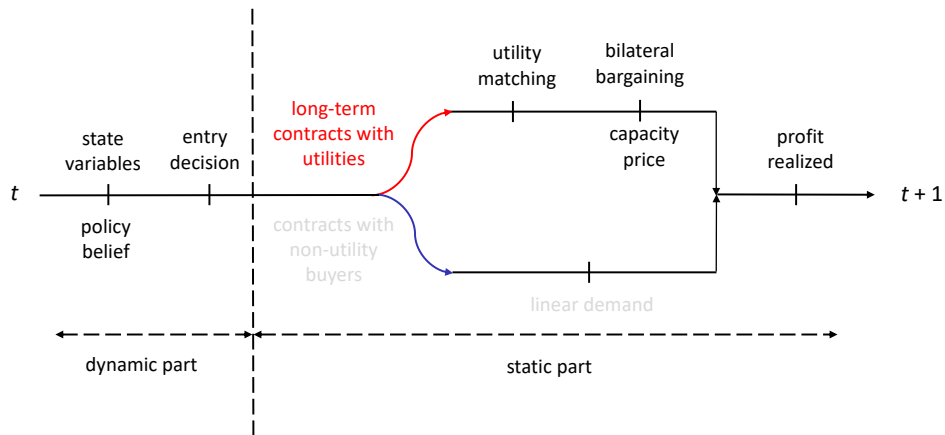 utility
matching
bilateral
bargaining
long-term
contracts with
utilities
state
variables
entry
decision
capacity
price
profit
realized
t
t + 1
policy
belief
contracts with
non-utility
buyers
linear demand
dynamic part
static part